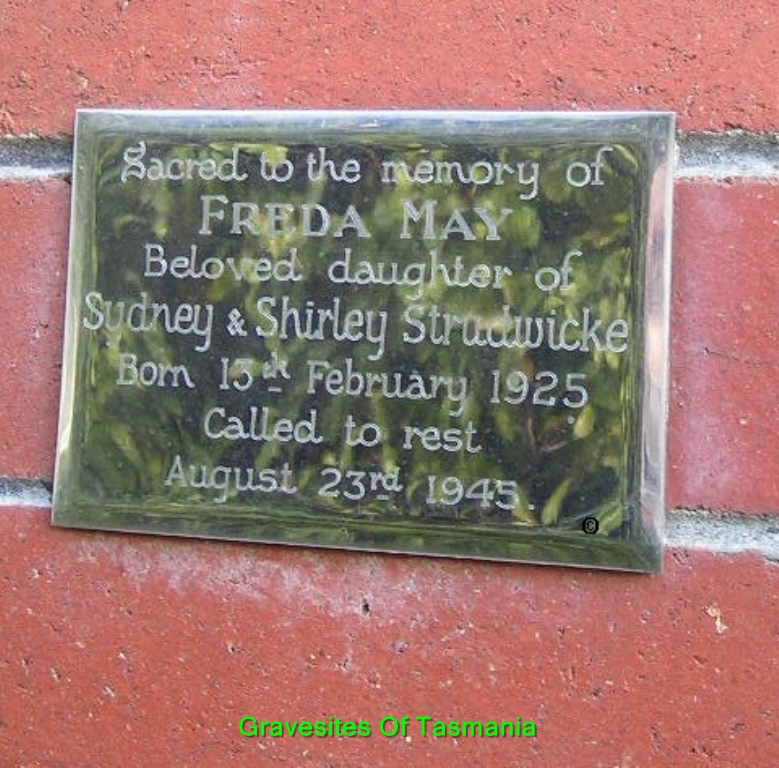 Sacred to the memory of
FREDA MAY
Beloved daughter of
Sydney & Shirley Strudwicke
Born 13th February 1925
Called to rest
August 23rd 1945.
©
Gravesites Of Tasmania